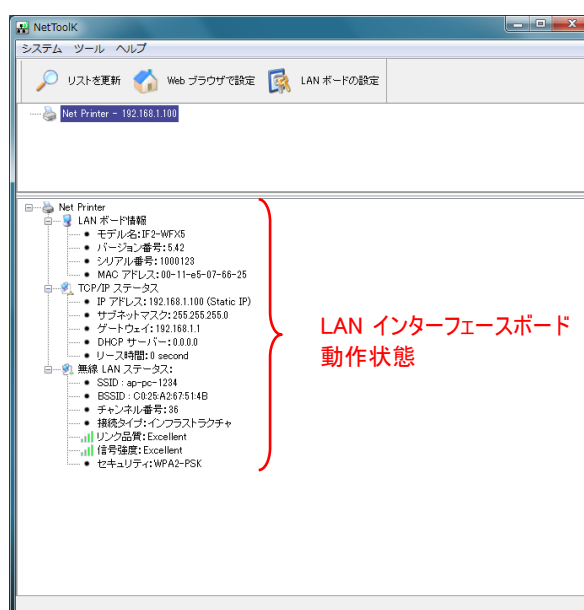 NetToolK
システム ツール ヘルプ
リストを更新 Web ブラウザで設定 LAN ボードの設定
Net Printer - 192.168.1.100
Net Printer
LAN ボード情報
モデル名:IF2-WFX5
バージョン番号:5.42
シリアル番号:1000123
MAC アドレス:00-11-e5-07-66-25
TCP/IP ステータス
IP アドレス:192.168.1.100 (Static IP)
サブネットマスク:255.255.255.0
ゲートウェイ:192.168.1.1
DHCP サーバー:0.0.0.0
リース時間:0 second
無線 LAN ステータス:
SSID : ap-pc-1234
BSSID : C0:25:A2:67:51:4B
チャンネル番号:36
接続タイプ:インフラストラクチャ
リンク品質:Excellent
信号強度:Excellent
セキュリティ:WPA2-PSK
LAN インターフェースボード
動作状態